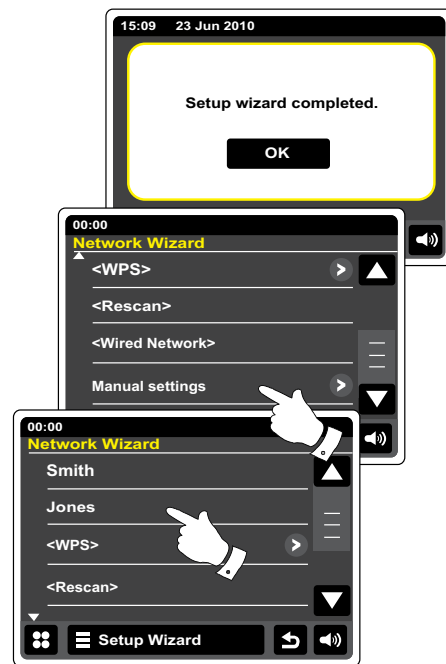 15:09 23 Jun 2010
Setup wizard completed.
OK
00:00
Network Wizard
<WPS>
<Rescan>
<Wired Network>
Manual settings
00:00
Network Wizard
Smith
Jones
<WPS>
<Rescan>
Setup Wizard